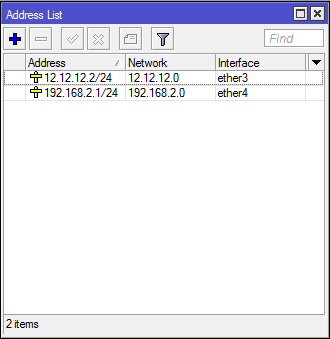 Address List
Find
Address Network Interface
12.12.12.2/24 12.12.12.0 ether3
192.168.2.1/24 192.168.2.0 ether4
2 items